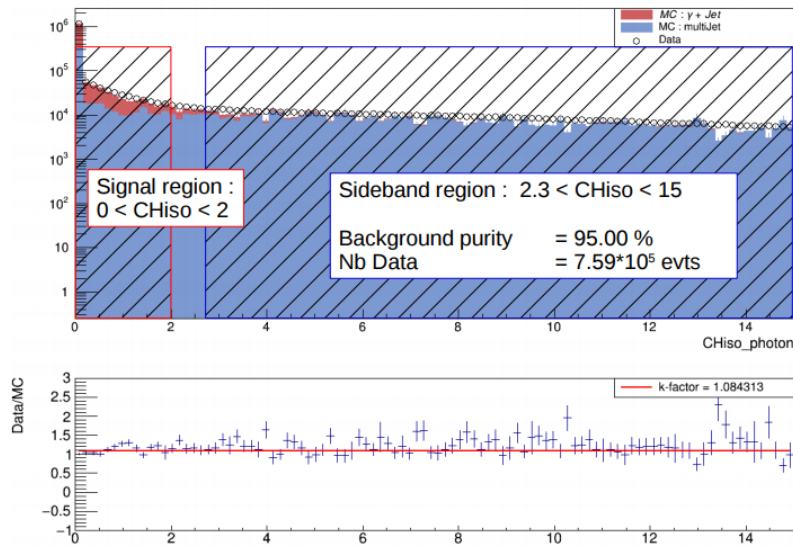 MC : γ + Jet
MC : multiJet
Data
10⁶
10⁵
10⁴
10³
10²
10
1
Signal region :
0 < CHiso < 2
Sideband region : 2.3 < CHiso < 15
Background purity = 95.00 %
Nb Data = 7.59*10⁵ evts
0 2 4 6 8 10 12 14
CHiso_photon
Data/MC
k-factor = 1.084313
3
2.5
2
1.5
1
0.5
0
−0.5
−1
0 2 4 6 8 10 12 14